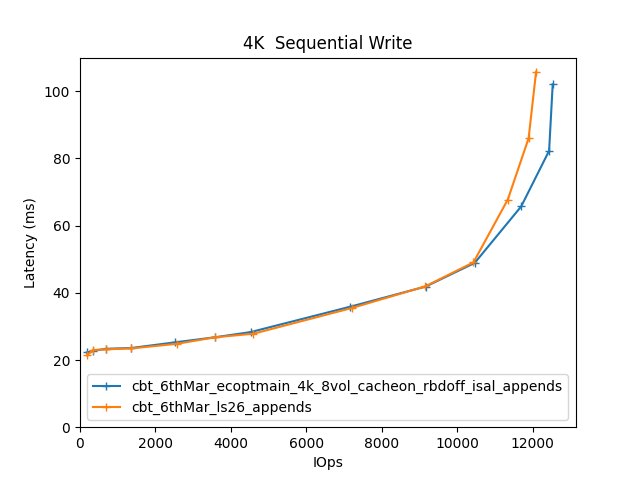 4K  Sequential Write
Latency (ms)
100
80
60
40
20
0
0 2000 4000 6000 8000 10000 12000
IOps
cbt_6thMar_ecoptmain_4k_8vol_cacheon_rbdoff_isal_appends
cbt_6thMar_ls26_appends